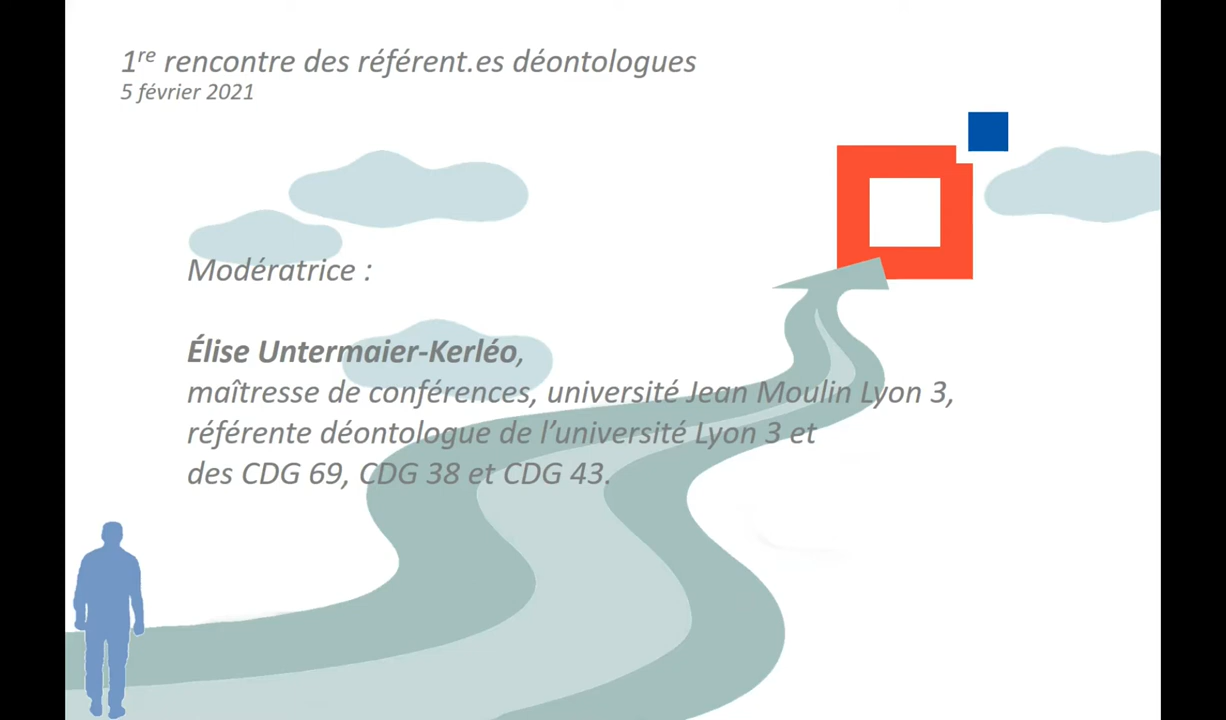 1re rencontre des référent.es déontologues
5 février 2021
Modératrice :
Élise Untermaier-Kerléo,
maîtresse de conférences, université Jean Moulin Lyon 3,
référente déontologue de l’université Lyon 3 et
des CDG 69, CDG 38 et CDG 43.